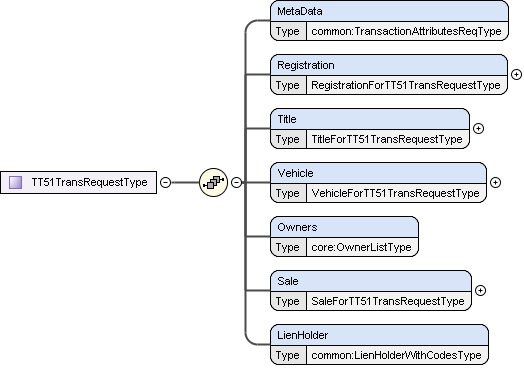 MetaData
Type common:TransactionAttributesReqType
Registration
Type RegistrationForTT51TransRequestType
Title
Type TitleForTT51TransRequestType
TT51TransRequestType
Vehicle
Type VehicleForTT51TransRequestType
Owners
Type core:OwnerListType
Sale
Type SaleForTT51TransRequestType
LienHolder
Type common:LienHolderWithCodesType